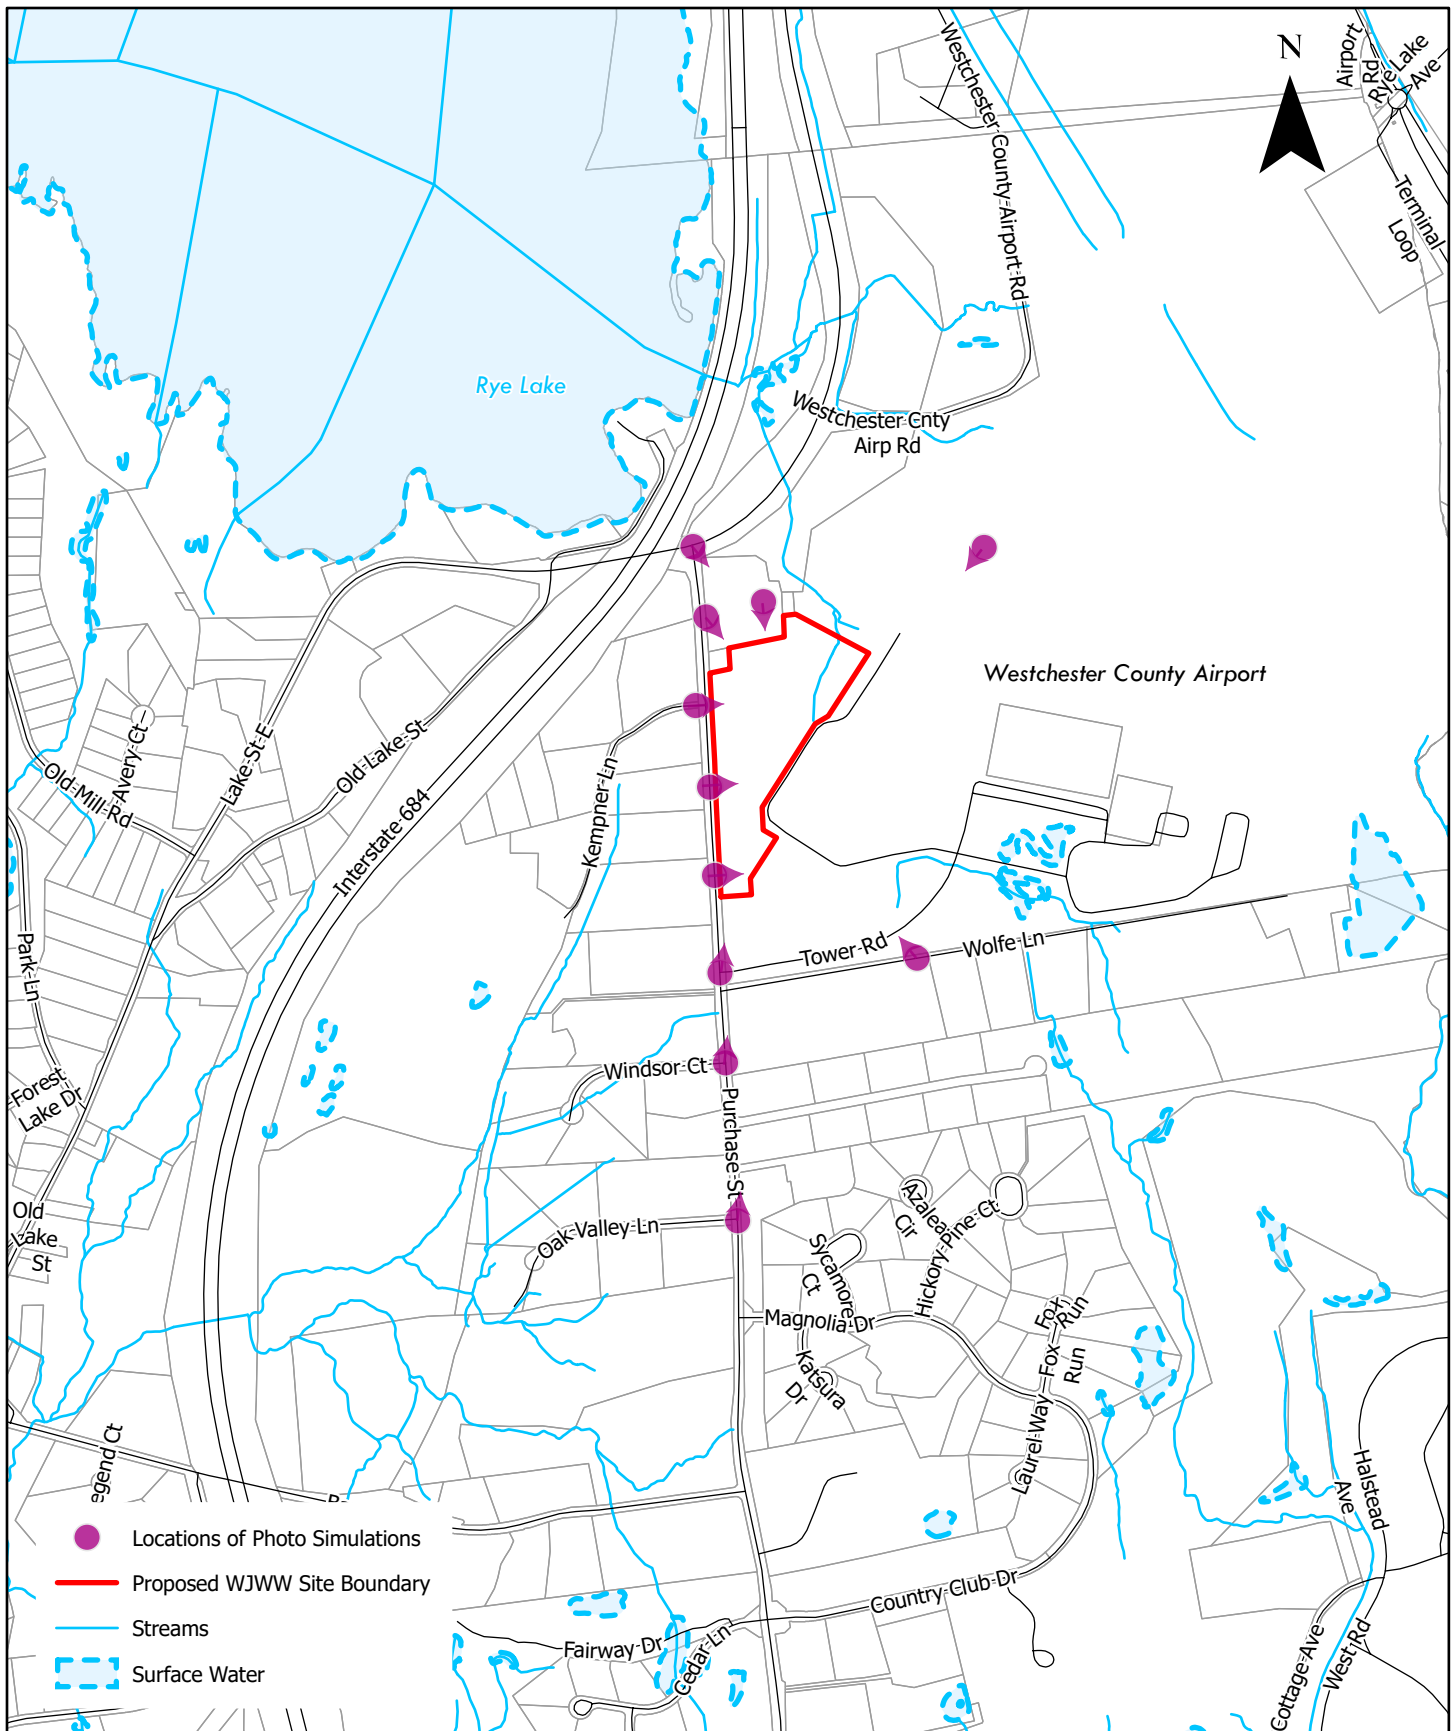 N
Airport
Rd
Rye Lake
Ave
Westchester County Airport Rd
Terminal
Loop
Rye Lake
Westchester Cnty
Airp Rd
Westchester County Airport
Avery Ct
Old Mill Rd
Lake St E
Old Lake St
Interstate 684
Kempner Ln
Park Ln
Tower Rd
Wolfe Ln
Forest
Lake Dr
Windsor Ct
Purchase St
Old
Lake
St
Oak Valley Ln
Azalea
Cir
Hickory Pine Ct
Sycamore
Ct
Magnolia Dr
Fox
Run
Fox
Run
Katsura
Dr
Laurel Way
egend Ct
Halstead
Ave
Country Club Dr
Fairway Dr
Cedar Ln
Cottage Ave
West Rd
Locations of Photo Simulations
Proposed WJWW Site Boundary
Streams
Surface Water